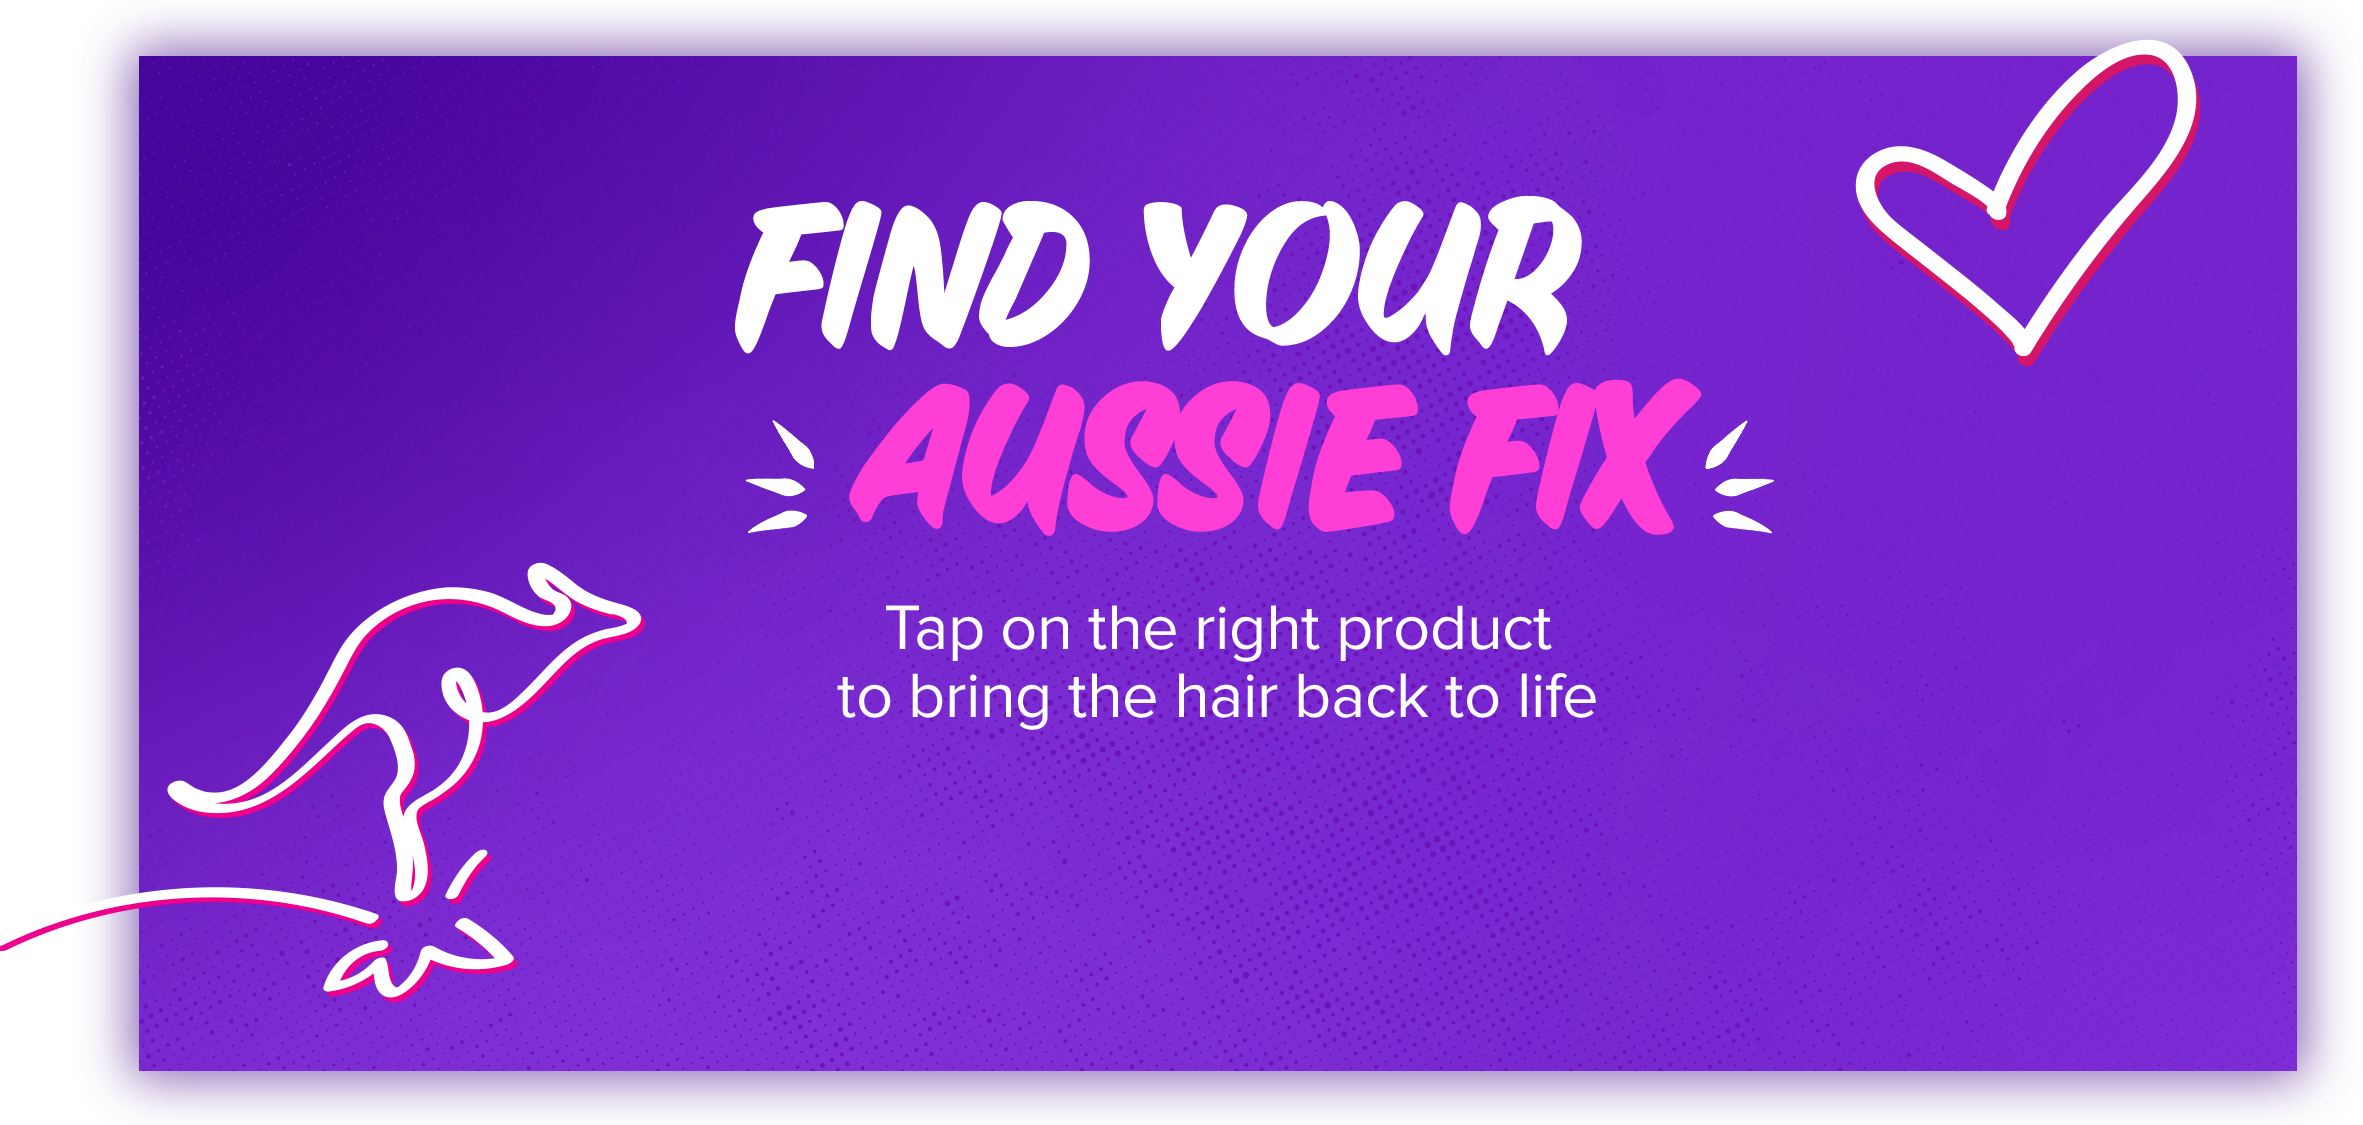 FIND YOUR
AUSSIE FIX
Tap on the right product
to bring the hair back to life